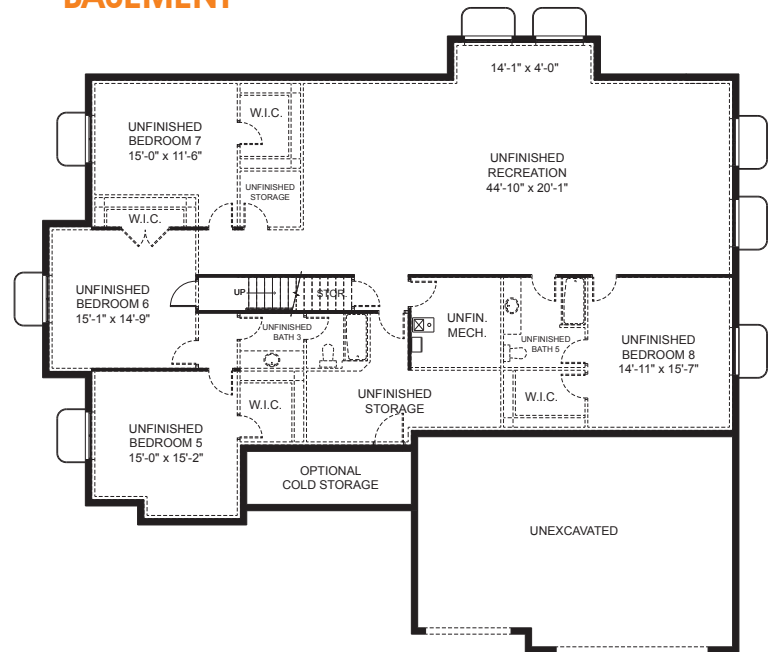 BASEMENT
14'-1" x 4'-0"
UNFINISHED
BEDROOM 7
15'-0" x 11'-6"
W.I.C.
UNFINISHED
STORAGE
UNFINISHED
RECREATION
44'-10" x 20'-1"
W.I.C.
UNFINISHED
BEDROOM 6
15'-1" x 14'-9"
UP
STOR.
UNFINISHED
BATH 3
UNFIN.
MECH.
UNFINISHED
BATH 5
UNFINISHED
BEDROOM 8
14'-11" x 15'-7"
UNFINISHED
STORAGE
W.I.C.
W.I.C.
UNFINISHED
BEDROOM 5
15'-0" x 15'-2"
OPTIONAL
COLD STORAGE
UNEXCAVATED